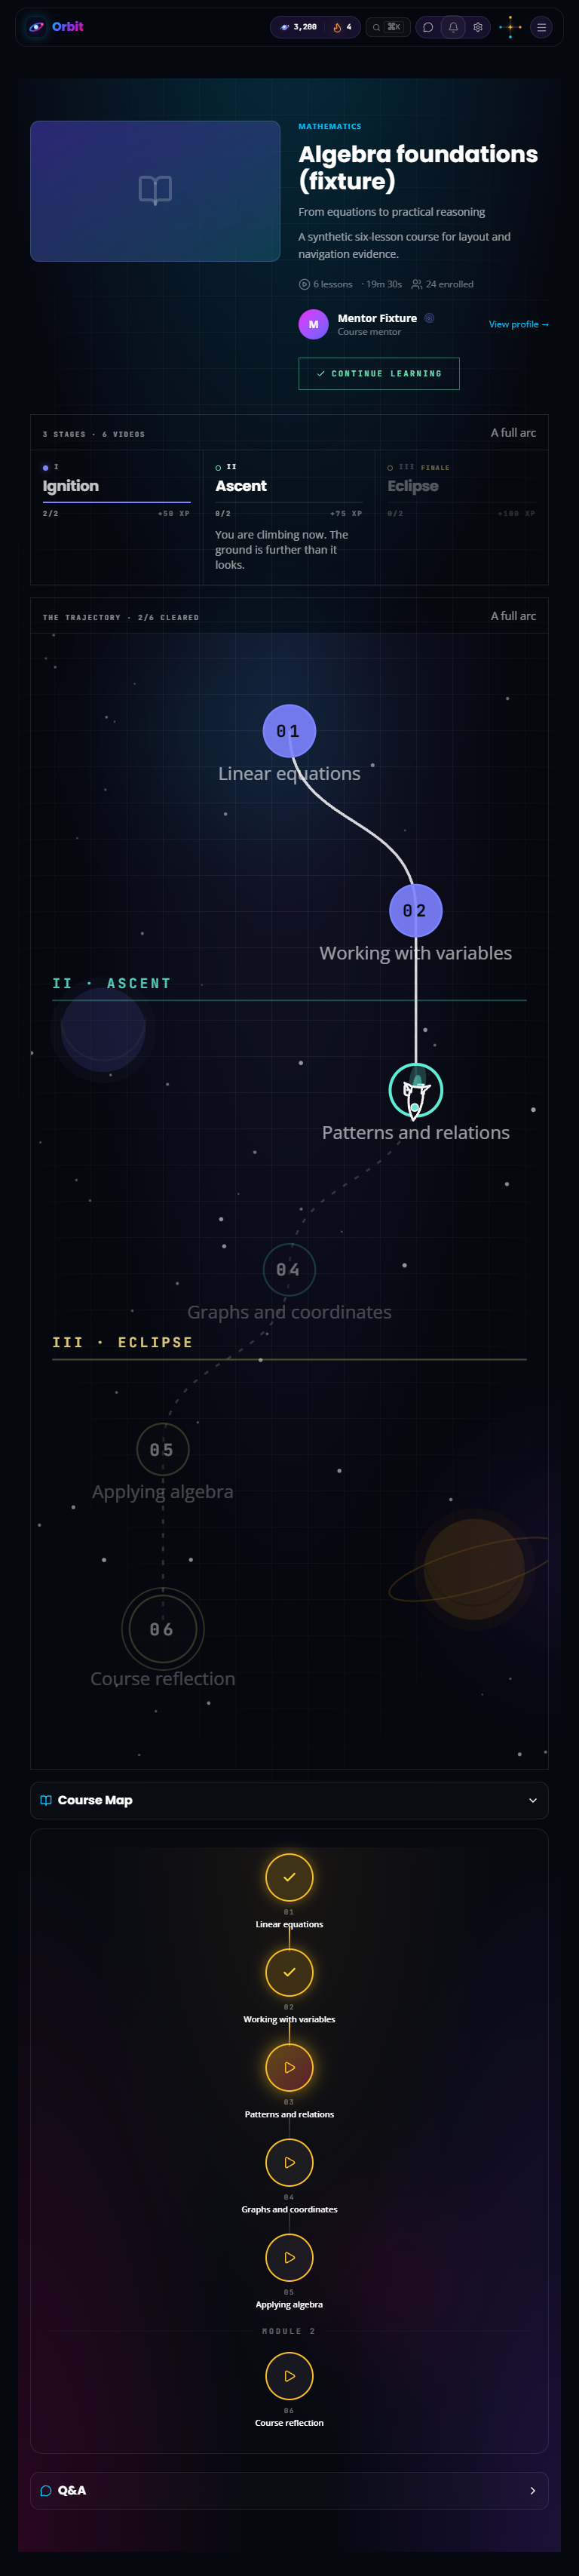 Orbit
3,200
4
⌘K
MATHEMATICS
Algebra foundations
(fixture)
From equations to practical reasoning
A synthetic six-lesson course for layout and
navigation evidence.
6 lessons · 19m 30s 24 enrolled
M
Mentor Fixture
Course mentor
View profile →
CONTINUE LEARNING
3 STAGES · 6 VIDEOS
A full arc
I
Ignition
2/2 +50 XP
II
Ascent
0/2 +75 XP
You are climbing now. The
ground is further than it
looks.
III FINALE
Eclipse
0/2 +100 XP
THE TRAJECTORY · 2/6 CLEARED
A full arc
01
Linear equations
02
Working with variables
II · ASCENT
Patterns and relations
04
Graphs and coordinates
III · ECLIPSE
05
Applying algebra
06
Course reflection
Course Map
01
Linear equations
02
Working with variables
03
Patterns and relations
04
Graphs and coordinates
05
Applying algebra
MODULE 2
06
Course reflection
Q&A